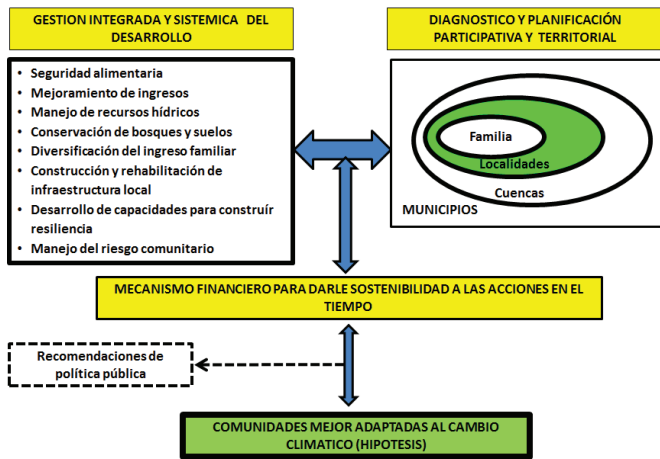 GESTION INTEGRADA Y SISTEMICA DEL
DESARROLLO
• Seguridad alimentaria
• Mejoramiento de ingresos
• Manejo de recursos hídricos
• Conservación de bosques y suelos
• Diversificación del ingreso familiar
• Construcción y rehabilitación de
infraestructura local
• Desarrollo de capacidades para construír
resiliencia
• Manejo del riesgo comunitario
DIAGNOSTICO Y PLANIFICACIÓN
PARTICIPATIVA Y TERRITORIAL
Familia
Localidades
Cuencas
MUNICIPIOS
MECANISMO FINANCIERO PARA DARLE SOSTENIBILIDAD A LAS ACCIONES EN EL
TIEMPO
Recomendaciones de
política pública
COMUNIDADES MEJOR ADAPTADAS AL CAMBIO
CLIMATICO (HIPOTESIS)